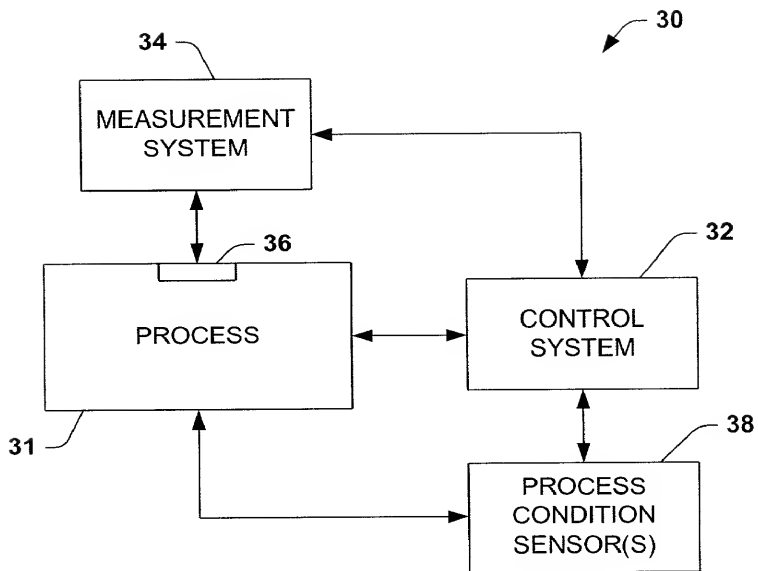 34
30
MEASUREMENT
SYSTEM
36
32
PROCESS
CONTROL
SYSTEM
31
38
PROCESS
CONDITION
SENSOR(S)